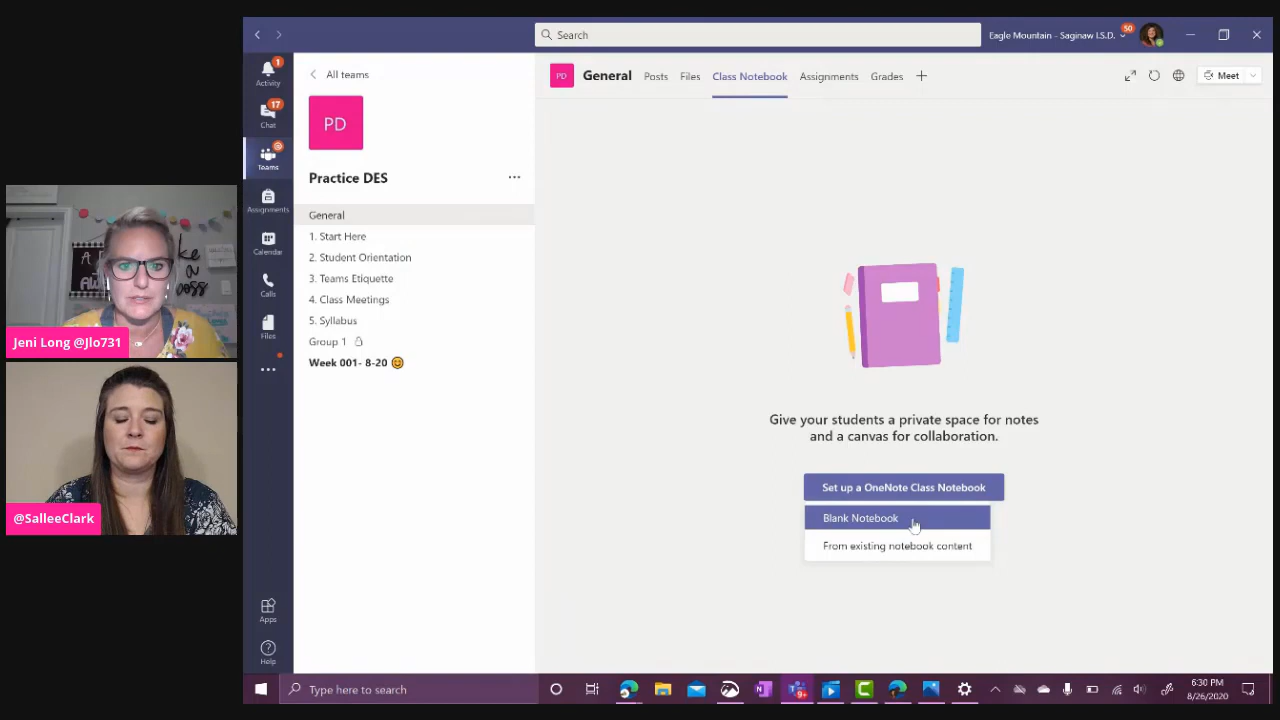 Search
Eagle Mountain - Saginaw I.S.D.
50
1
Activity
17
Chat
Teams
Assignments
Calendar
Calls
Files
Apps
Help
All teams
PD
Practice DES
General
1. Start Here
2. Student Orientation
3. Teams Etiquette
4. Class Meetings
5. Syllabus
Group 1
Week 001- 8-20
PD
General
Posts
Files
Class Notebook
Assignments
Grades
Meet
Give your students a private space for notes
and a canvas for collaboration.
Set up a OneNote Class Notebook
Blank Notebook
From existing notebook content
Jeni Long @Jlo731
@SalleeClark
Type here to search
9+
6:30 PM
8/26/2020